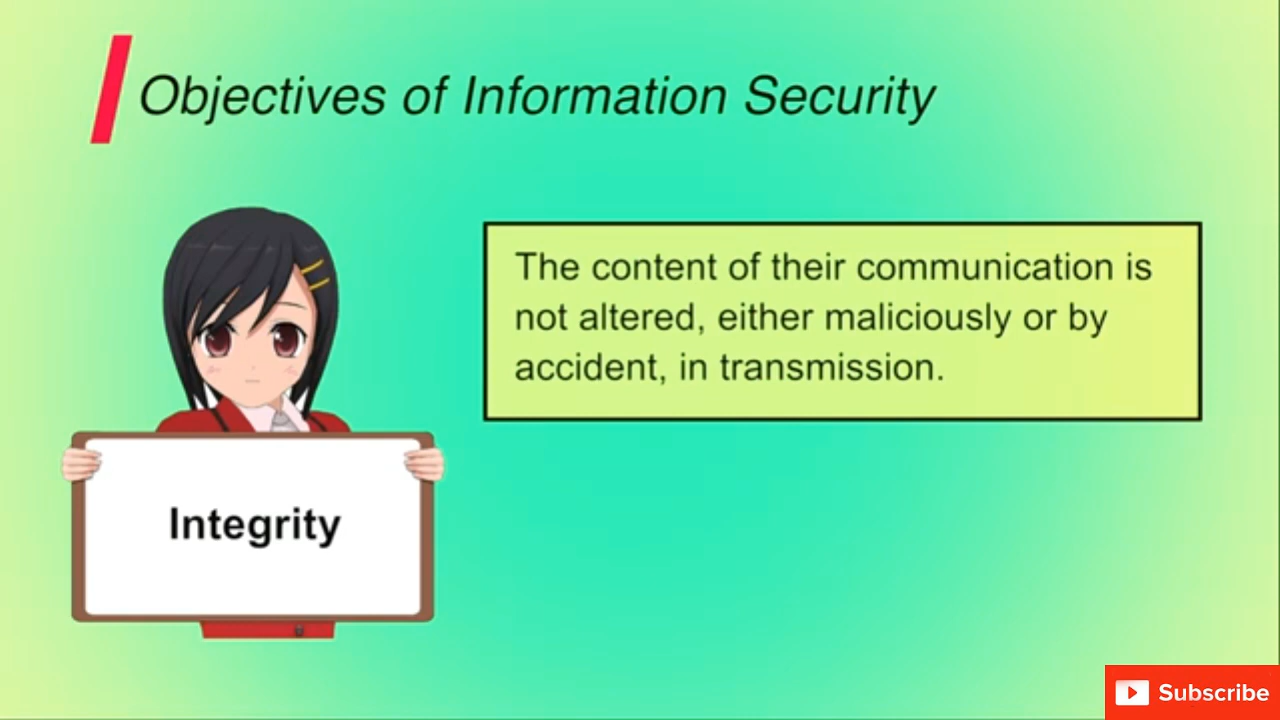 Objectives of Information Security
The content of their communication is
not altered, either maliciously or by
accident, in transmission.
Integrity
Subscribe